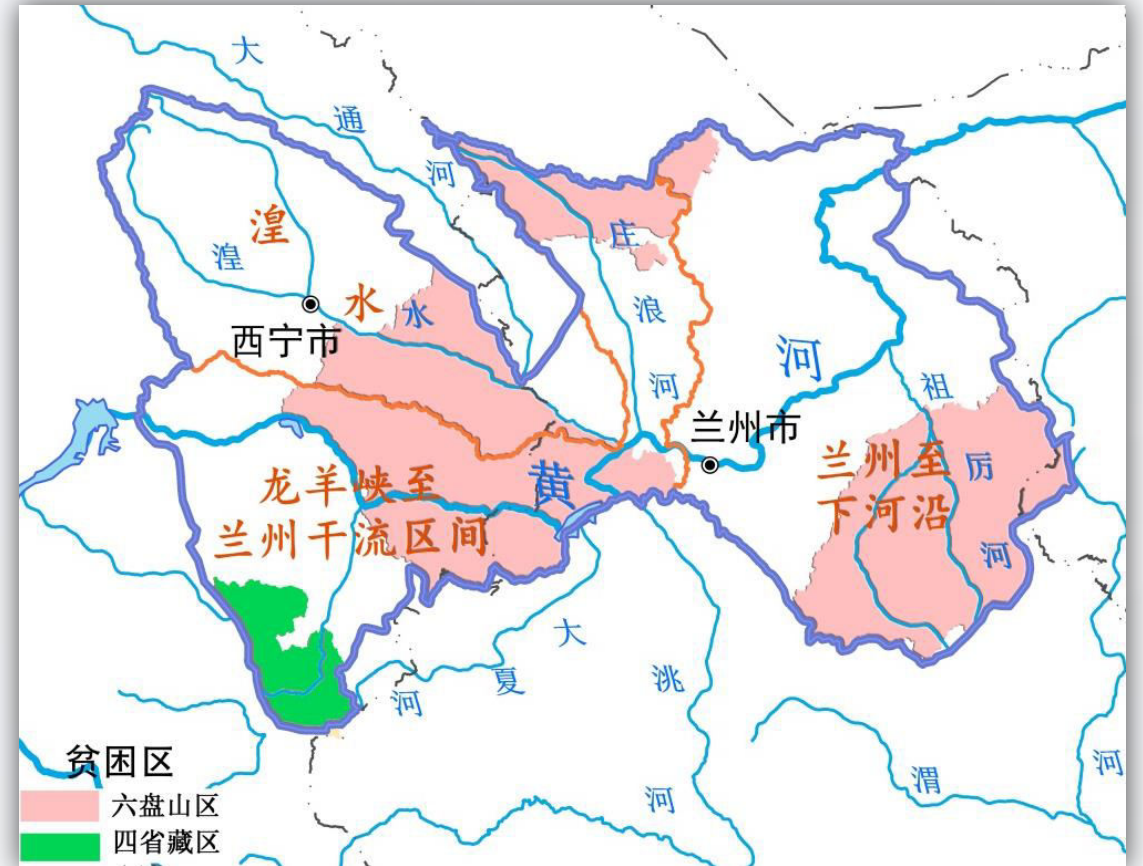 大
通
河
湟
湟
水
水
西宁市
庄
浪
河
河
祖
厉
河
兰州市
兰州至
下河沿
黄
龙羊峡至
兰州干流区间
大
夏
河
洮
河
渭
河
贫困区
六盘山区
四省藏区